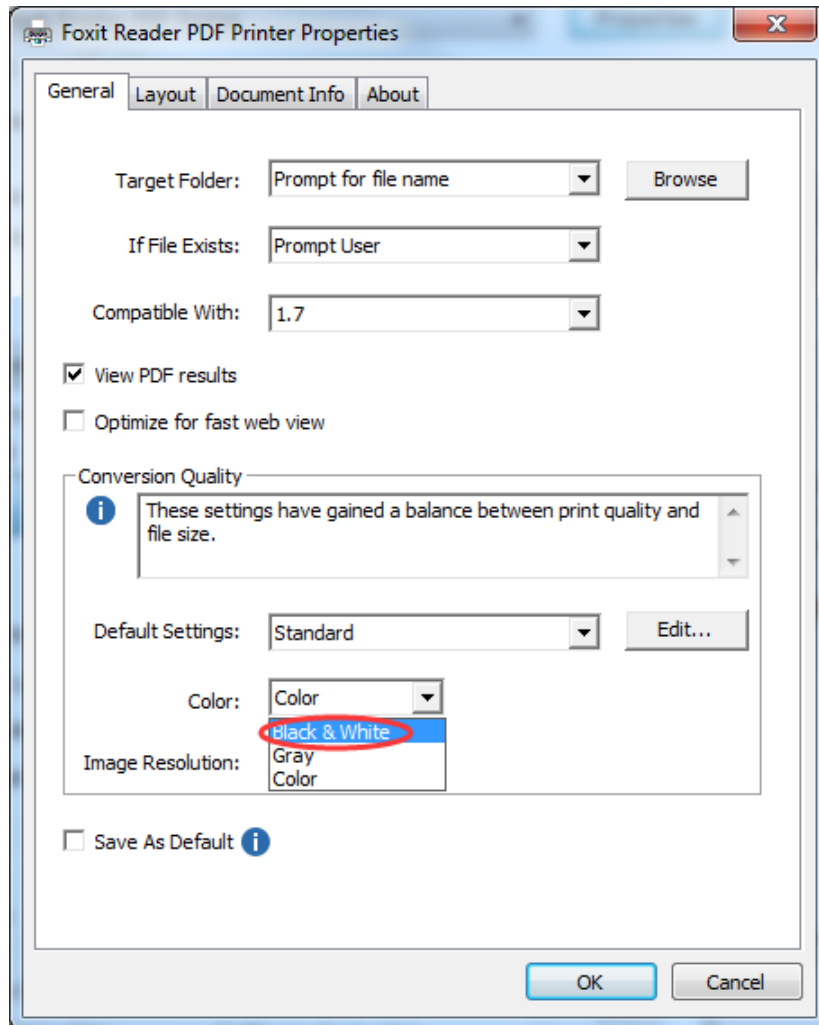 Foxit Reader PDF Printer Properties
General Layout Document Info About
Target Folder: Prompt for file name Browse
If File Exists: Prompt User
Compatible With: 1.7
View PDF results
Optimize for fast web view
Conversion Quality
These settings have gained a balance between print quality and
file size.
Default Settings: Standard Edit...
Color: Color
Black & White
Gray
Image Resolution:
Color
Save As Default
OK Cancel